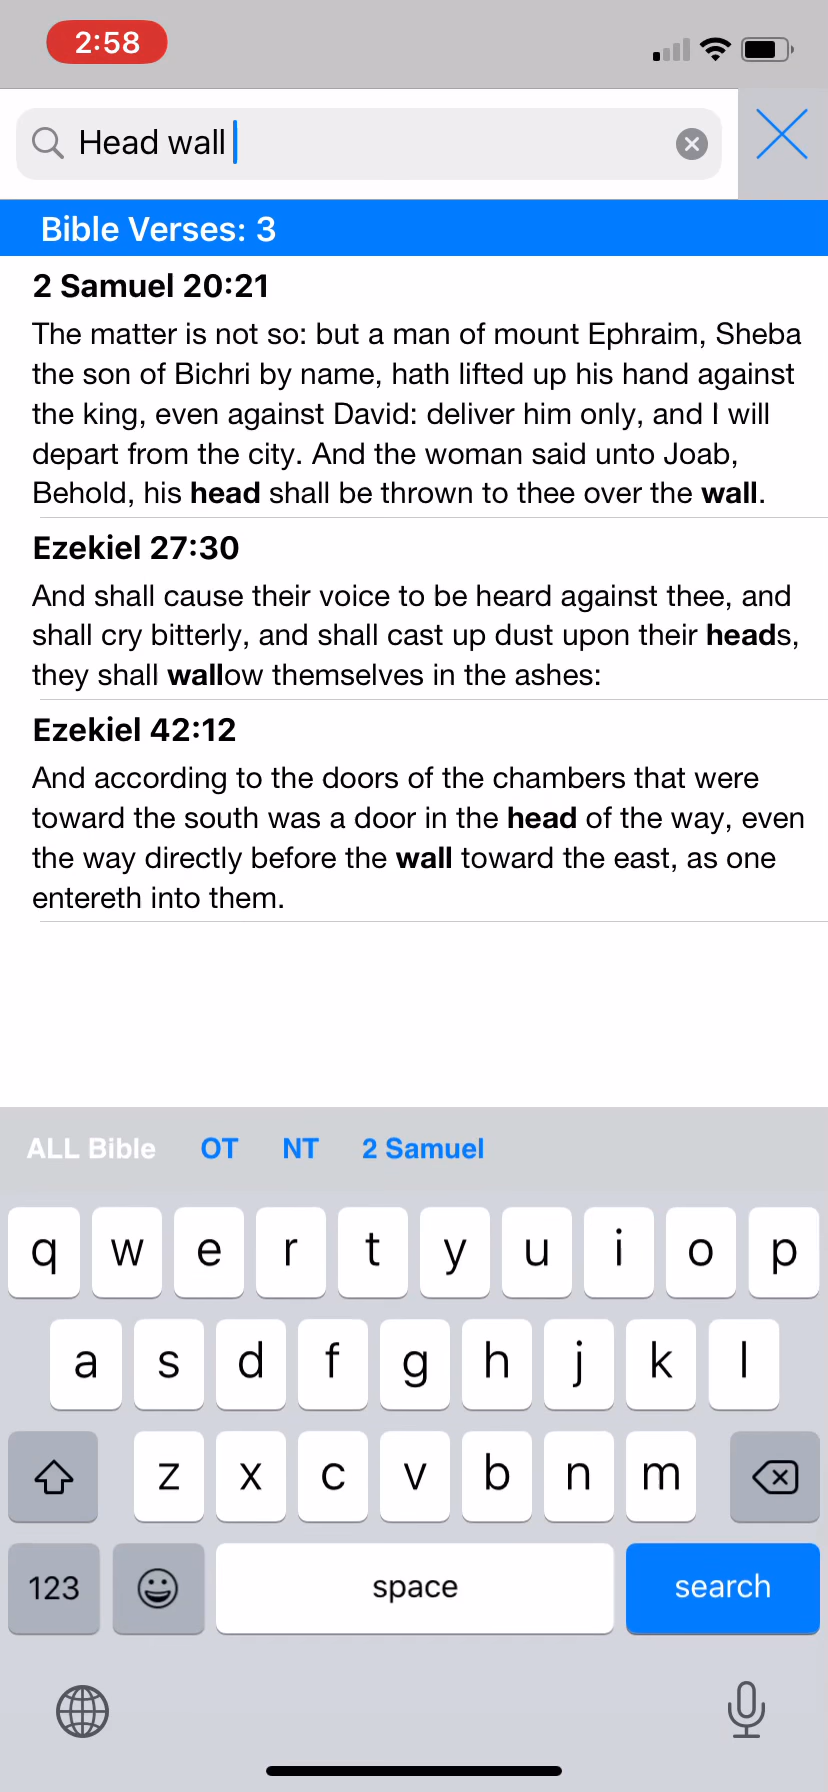 2:58
Head wall
Bible Verses: 3
2 Samuel 20:21
The matter is not so: but a man of mount Ephraim, Sheba
the son of Bichri by name, hath lifted up his hand against
the king, even against David: deliver him only, and I will
depart from the city. And the woman said unto Joab,
Behold, his head shall be thrown to thee over the wall.
Ezekiel 27:30
And shall cause their voice to be heard against thee, and
shall cry bitterly, and shall cast up dust upon their heads,
they shall wallow themselves in the ashes:
Ezekiel 42:12
And according to the doors of the chambers that were
toward the south was a door in the head of the way, even
the way directly before the wall toward the east, as one
entereth into them.
ALL Bible OT NT 2 Samuel
q w e r t y u i o p
a s d f g h j k l
z x c v b n m
123 space search